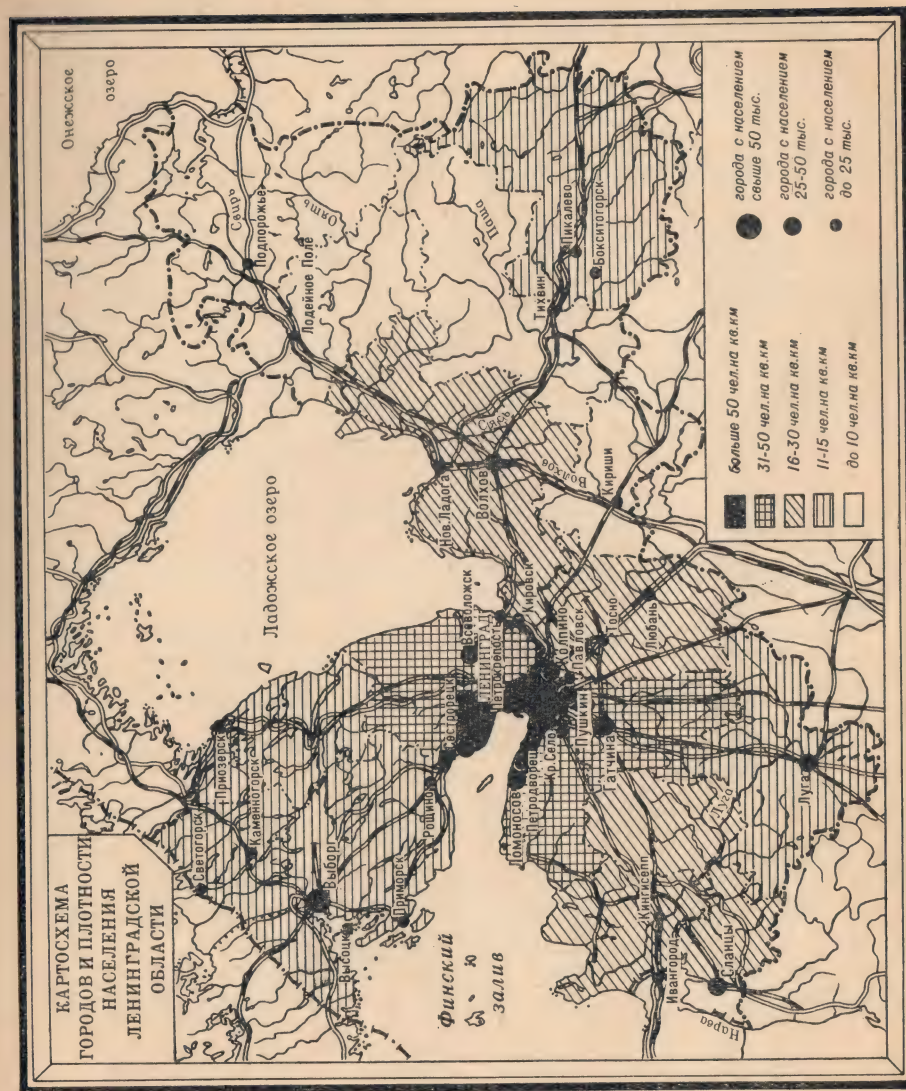 КАРТОСХЕМА
ГОРОДОВ И ПЛОТНОСТИ
НАСЕЛЕНИЯ
ЛЕНИНГРАДСКОЙ
ОБЛАСТИ
Онежское
озеро
Свирь
Подпорожье
Оять
Лодейное Поле
Паша
Ладожское озеро
Светогорск
Приозерск
Каменногорск
Выборг
Высоцк
Приморск
Рощино
Сестрорецк
Всеволожск
ЛЕНИНГРАД
Петрокрепость
Кировск
Нов.Ладога
Волхов
Сясь
Волхов
Тихвин
Пикалево
Бокситогорск
Кириши
Финский
залив
Ломоносов
Петродворец
Кр.Село
Колпино
Павловск
Пушкин
Гатчина
Тосно
Любань
Кингисепп
Ивангород
Сланцы
Нарва
Луга
Луга
больше 50 чел.на кв.км
31-50 чел.на кв.км
16-30 чел.на кв.км
11-15 чел.на кв.км
до 10 чел.на кв.км
города с населением
свыше 50 тыс.
города с населением
25-50 тыс.
города с населением
до 25 тыс.